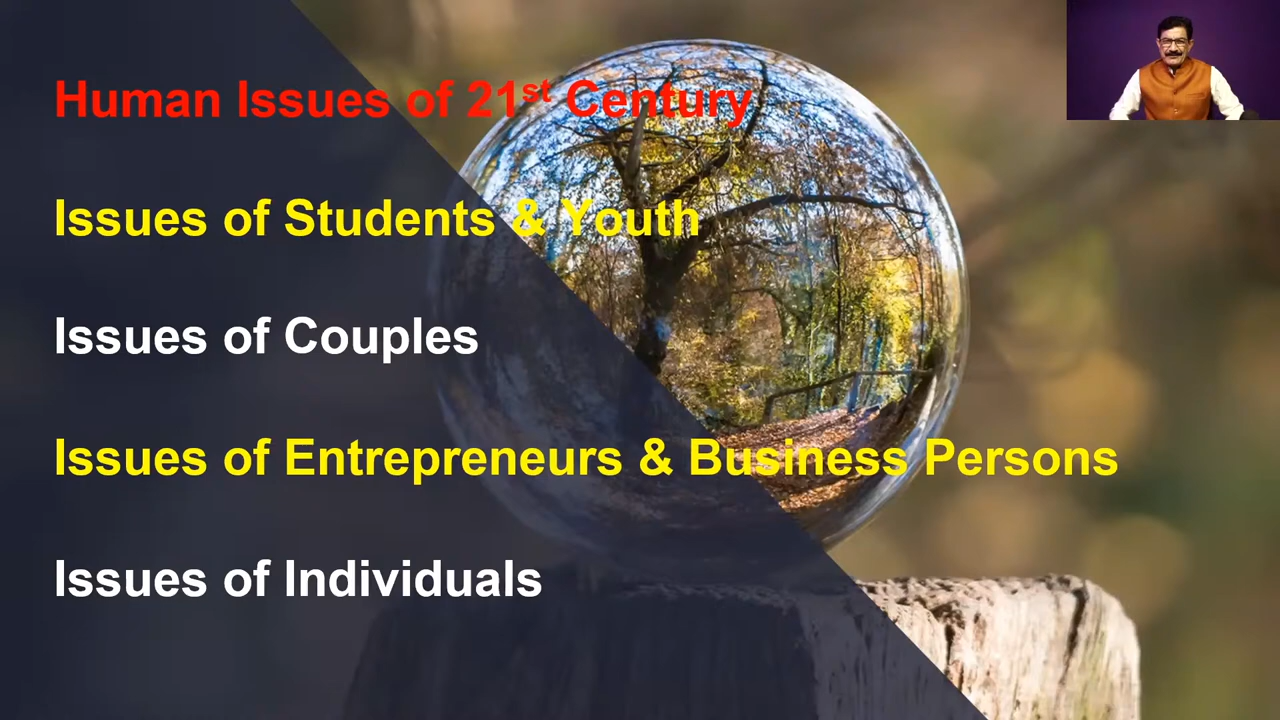 Human Issues of 21st Century
Issues of Students & Youth
Issues of Couples
Issues of Entrepreneurs & Business Persons
Issues of Individuals